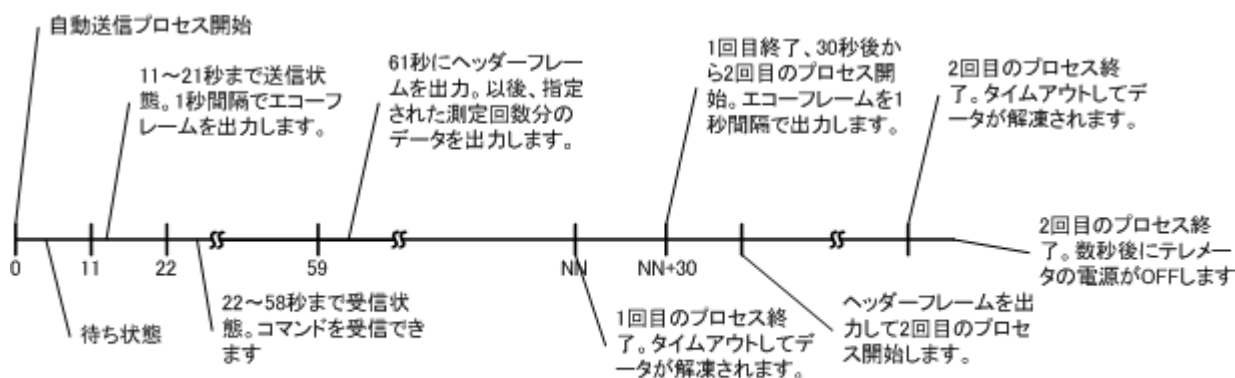 自動送信プロセス開始
11～21秒まで送信状
態。1秒間隔でエコーフ
レームを出力します。
61秒にヘッダーフレー
ムを出力。以後、指定
された測定回数分の
データを出力します。
1回目終了、30秒後か
ら2回目のプロセス開
始。エコーフレームを1
秒間隔で出力します。
2回目のプロセス終
了。タイムアウトしてデ
ータが解凍されます。
0
11
22
59
NN
NN+30
2回目のプロセス終
了。数秒後にテレメー
タの電源がOFFします
待ち状態
22～58秒まで受信状
態。コマンドを受信でき
ます
1回目のプロセス終
了。タイムアウトしてデ
ータが解凍されます。
ヘッダーフレームを出
力して2回目のプロセ
ス開始します。